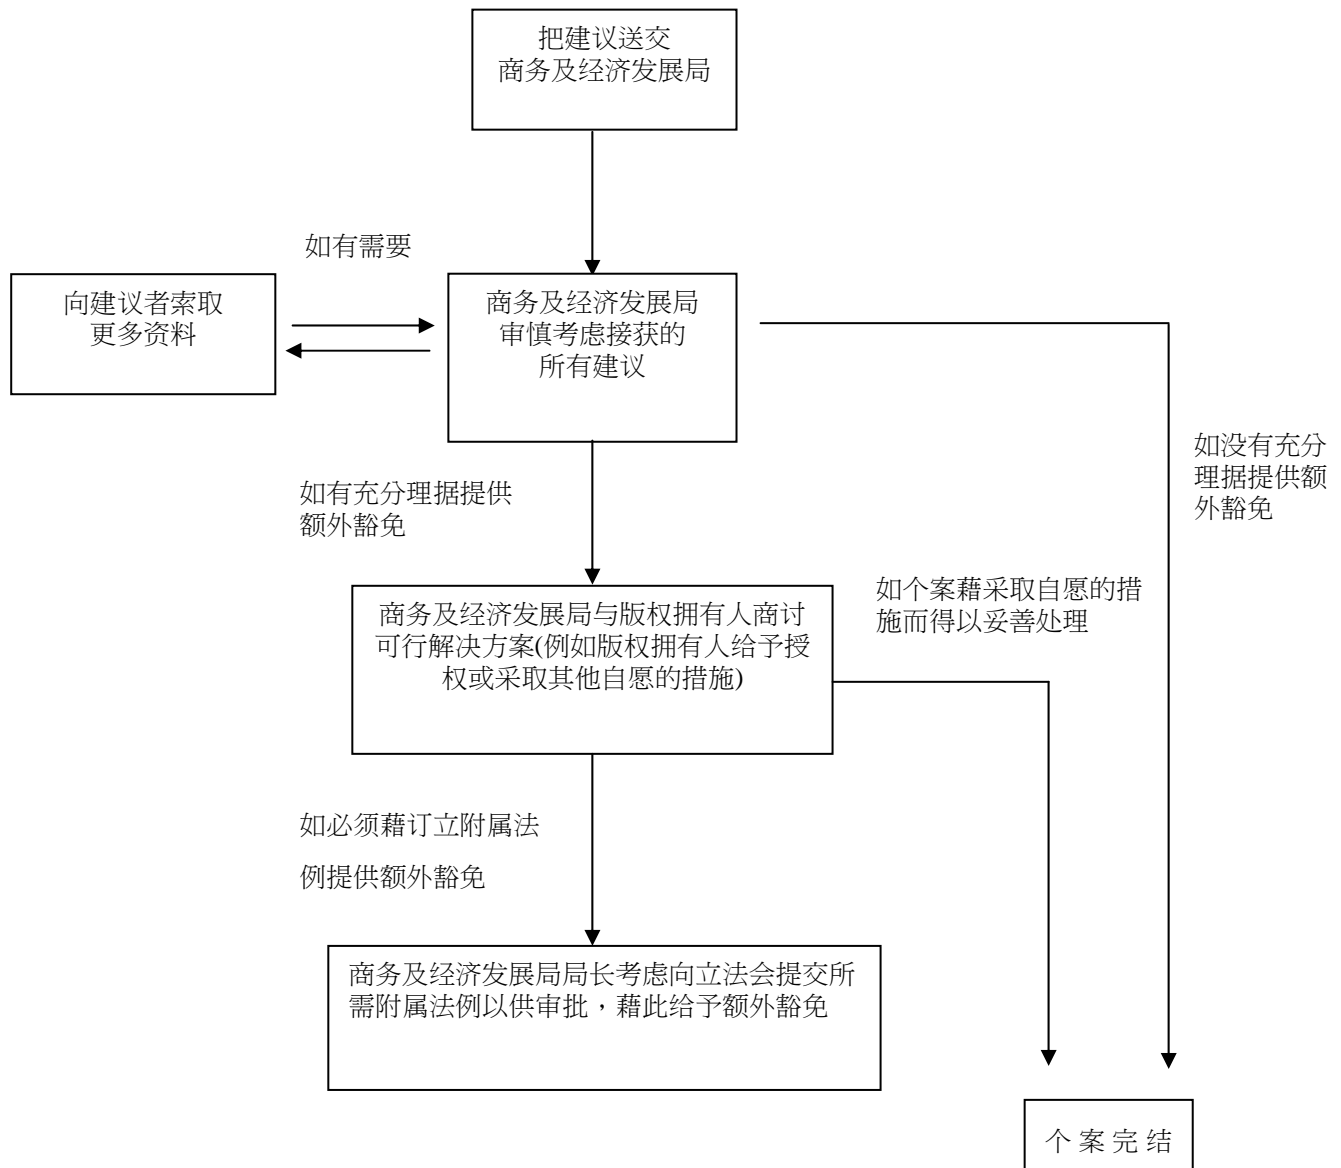 把建议送交
商务及经济发展局
如有需要
向建议者索取
更多资料
商务及经济发展局
审慎考虑接获的
所有建议
如没有充分
理据提供额
外豁免
如有充分理据提供
额外豁免
如个案藉采取自愿的措
施而得以妥善处理
商务及经济发展局与版权拥有人商讨
可行解决方案(例如版权拥有人给予授
权或采取其他自愿的措施)
如必须藉订立附属法
例提供额外豁免
商务及经济发展局局长考虑向立法会提交所
需附属法例以供审批，藉此给予额外豁免
个 案 完 结